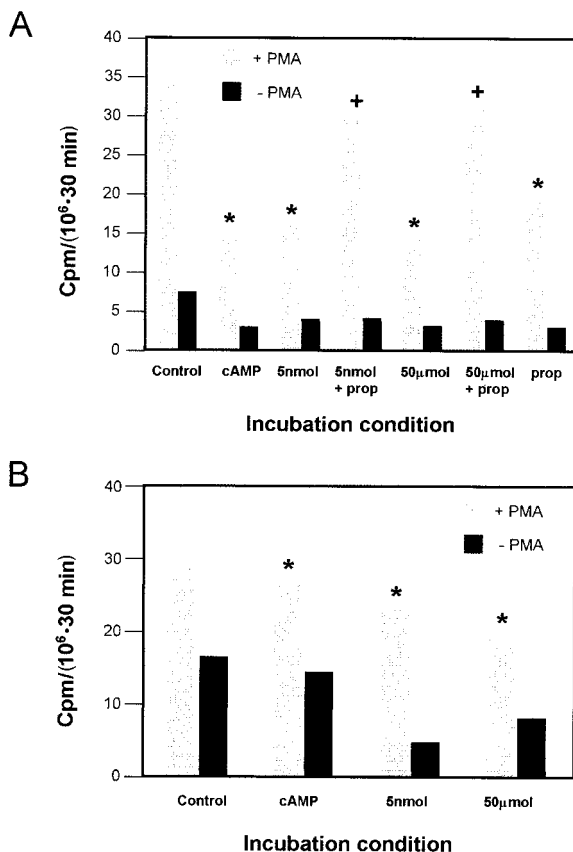 A
40
35
30
25
20
15
10
5
0
Cpm/(10⁶·30 min)
+ PMA
- PMA
*
*
+
*
+
*
Control cAMP 5nmol 5nmol + prop 50μmol 50μmol + prop prop
Incubation condition
B
40
30
20
10
0
Cpm/(10⁶·30 min)
+ PMA
- PMA
*
*
*
Control cAMP 5nmol 50μmol
Incubation condition